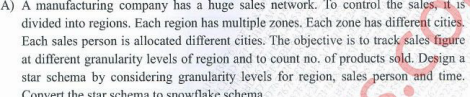 A) A manufacturing company has a huge sales network. To control the sales, it is
divided into regions. Each region has multiple zones. Each zone has different cities.
Each sales person is allocated different cities. The objective is to track sales figure
at different granularity levels of region and to count no. of products sold. Design a
star schema by considering granularity levels for region, sales person and time.
Convert the star schema to snowflake schema